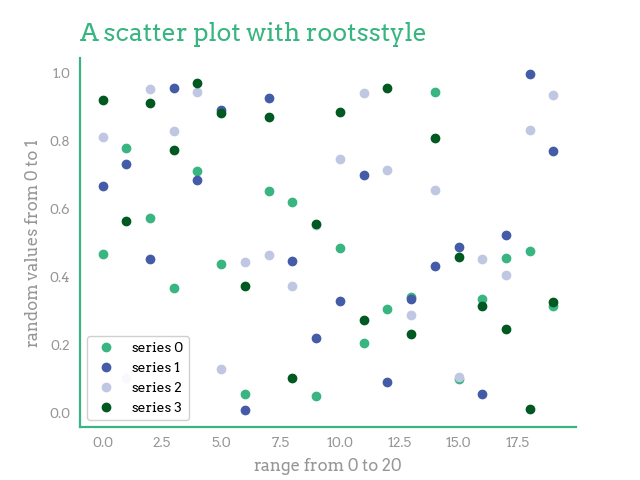 A scatter plot with rootsstyle
random values from 0 to 1
1.0
0.8
0.6
0.4
0.2
0.0
series 0
series 1
series 2
series 3
0.0 2.5 5.0 7.5 10.0 12.5 15.0 17.5
range from 0 to 20